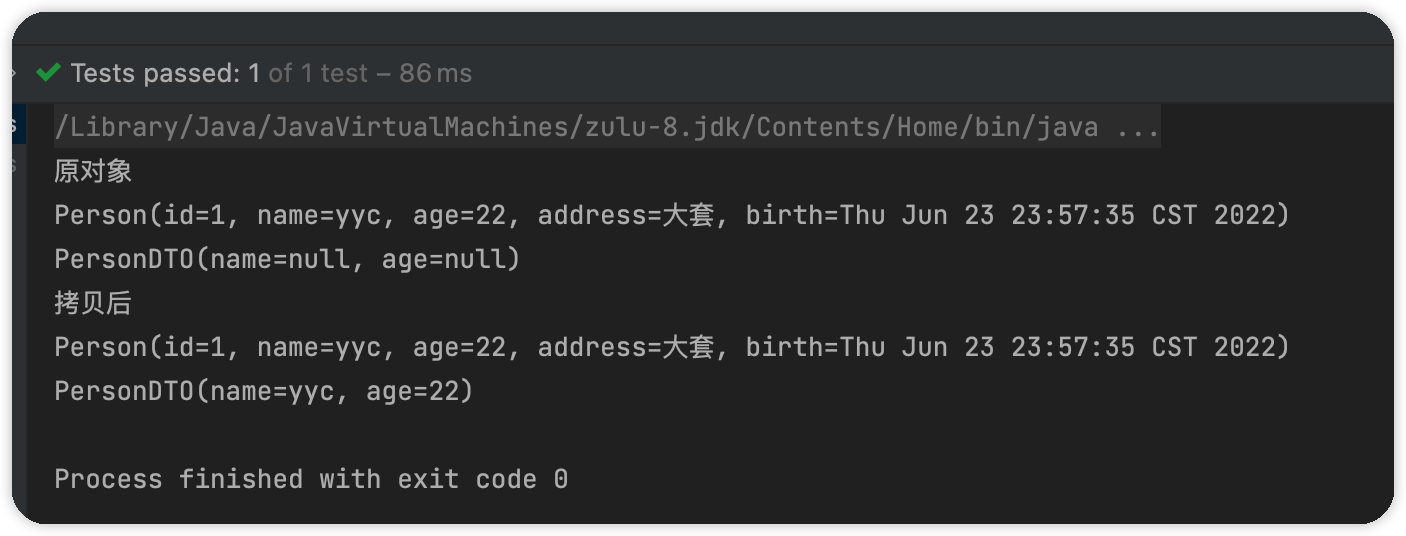 Tests passed: 1 of 1 test – 86 ms
/Library/Java/JavaVirtualMachines/zulu-8.jdk/Contents/Home/bin/java ...
原对象
Person(id=1, name=yyc, age=22, address=大套, birth=Thu Jun 23 23:57:35 CST 2022)
PersonDTO(name=null, age=null)
拷贝后
Person(id=1, name=yyc, age=22, address=大套, birth=Thu Jun 23 23:57:35 CST 2022)
PersonDTO(name=yyc, age=22)
Process finished with exit code 0